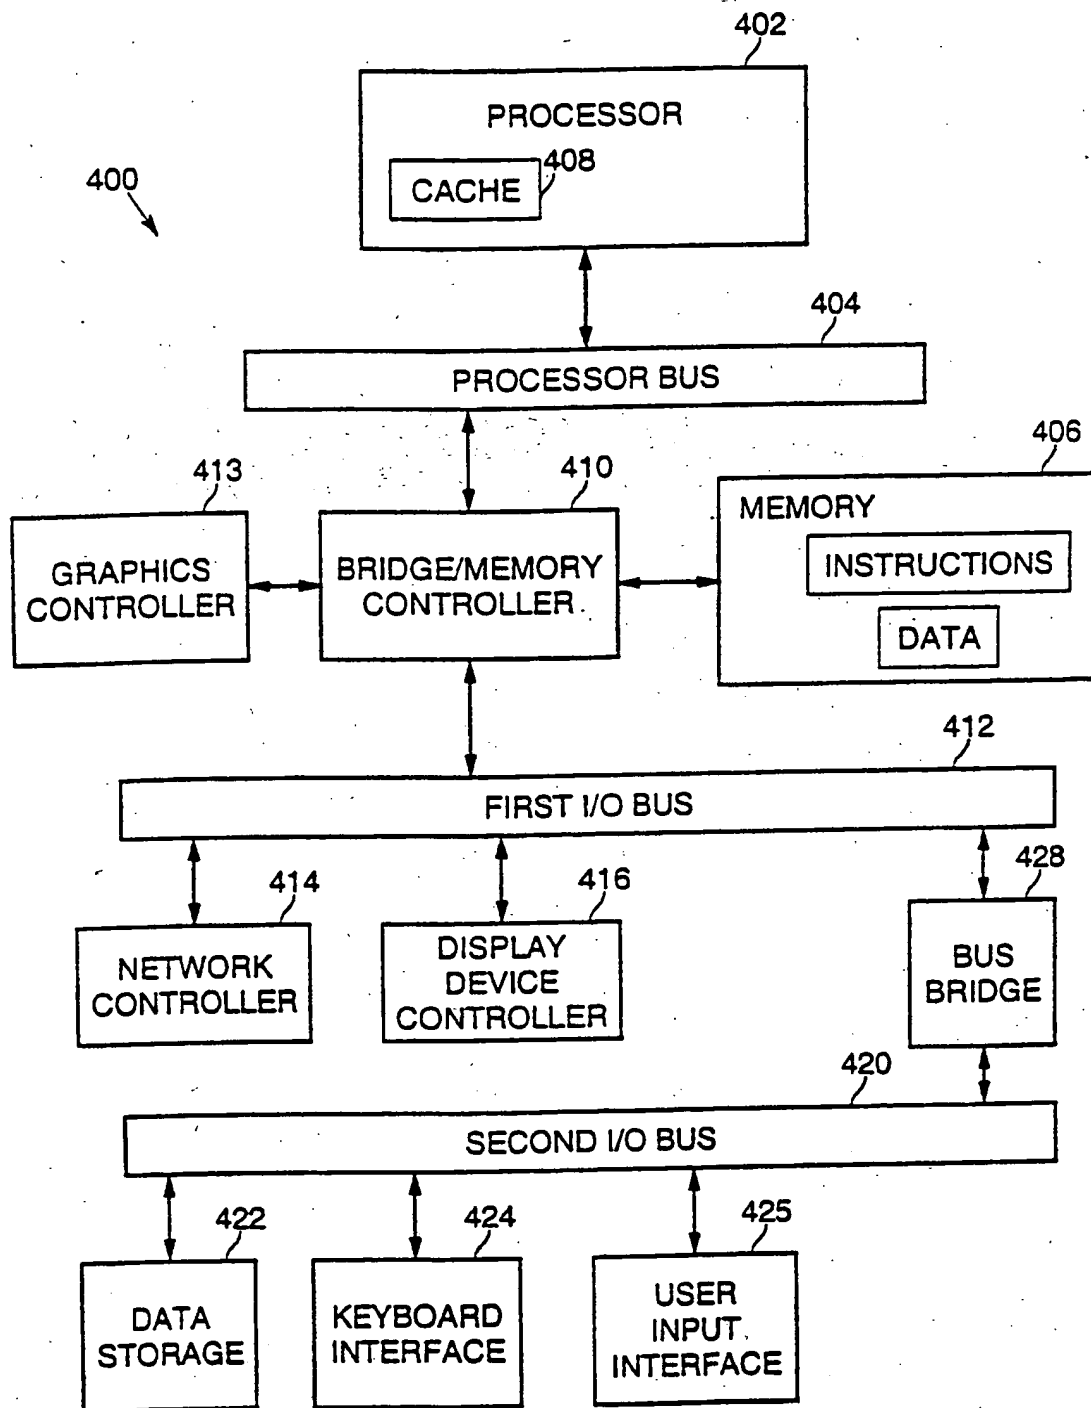 402
PROCESSOR
408
CACHE
400
404
PROCESSOR BUS
413
410
406
GRAPHICS
CONTROLLER
BRIDGE/MEMORY
CONTROLLER
MEMORY
INSTRUCTIONS
DATA
412
FIRST I/O BUS
414
416
428
NETWORK
CONTROLLER
DISPLAY
DEVICE
CONTROLLER
BUS
BRIDGE
420
SECOND I/O BUS
422
424
425
DATA
STORAGE
KEYBOARD
INTERFACE
USER
INPUT
INTERFACE